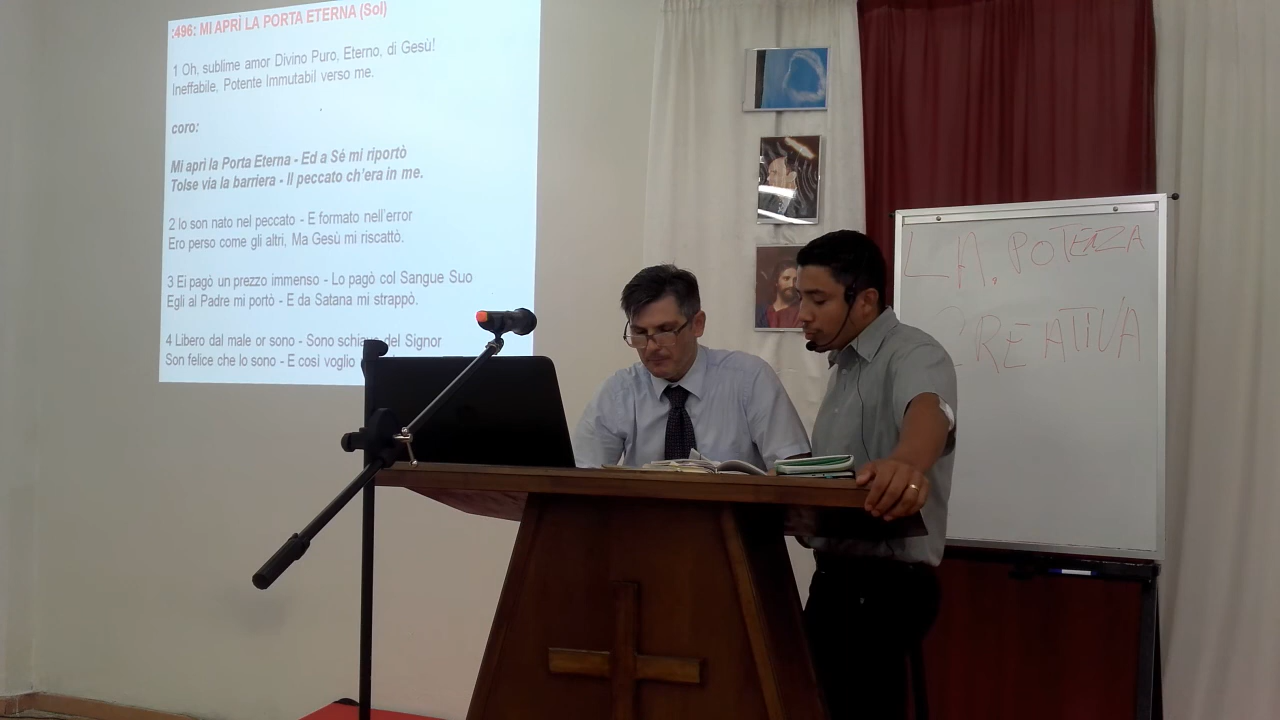 :496: MI APRÌ LA PORTA ETERNA (Sol)
1 Oh, sublime amor Divino Puro, Eterno, di Gesù!
Ineffabile, Potente Immutabil verso me.
coro:
Mi aprì la Porta Eterna - Ed a Sé mi riportò
Tolse via la barriera - Il peccato ch'era in me.
2 Io son nato nel peccato - E formato nell'error
Ero perso come gli altri, Ma Gesù mi riscattò.
3 Ei pagò un prezzo immenso - Lo pagò col Sangue Suo
Egli al Padre mi portò - E da Satana mi strappò.
4 Libero dal male or sono - Sono schiavo del Signor
Son felice che lo sono - E così voglio
LA. POTENZA
CREATIVA